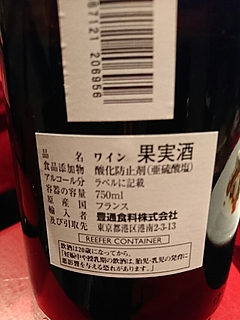 87121 206956
品 名 ワイン 果実酒
食品添加物 酸化防止剤(亜硫酸塩)
アルコール分 ラベルに記載
容器の容量 750ml
原産国 フランス
輸入者 豊通食料株式会社
及び引取先 東京都港区港南2-3-13
REEFER CONTAINER
飲酒は20歳になってから。
「妊娠中や授乳期の飲酒は、胎児・乳児の発育に
悪影響を与える恐れがあります。」